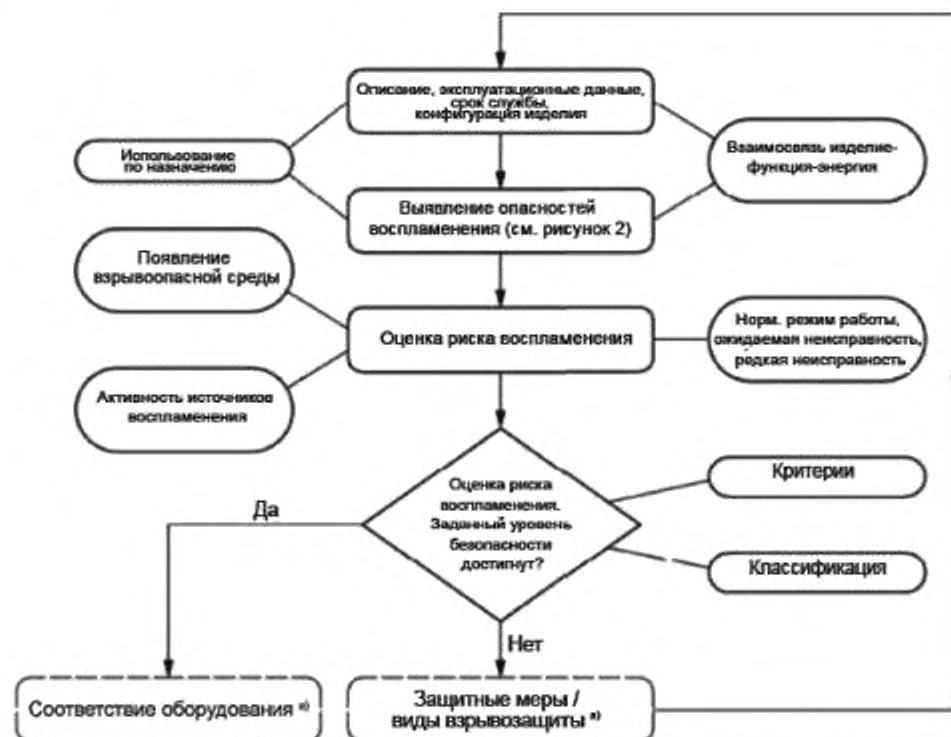 Описание, эксплуатационные данные,
срок службы,
конфигурация изделия
Использование
по назначению
Взаимосвязь изделие-
функция-энергия
Выявление опасностей
воспламенения (см. рисунок 2)
Появление
взрывоопасной среды
Оценка риска воспламенения
Норм. режим работы,
ожидаемая неисправность,
редкая неисправность
Активность источников
воспламенения
Оценка риска
воспламенения.
Заданный уровень
безопасности
достигнут?
Критерии
Классификация
Да
Нет
Соответствие оборудования а)
Защитные меры /
виды взрывозащиты а)